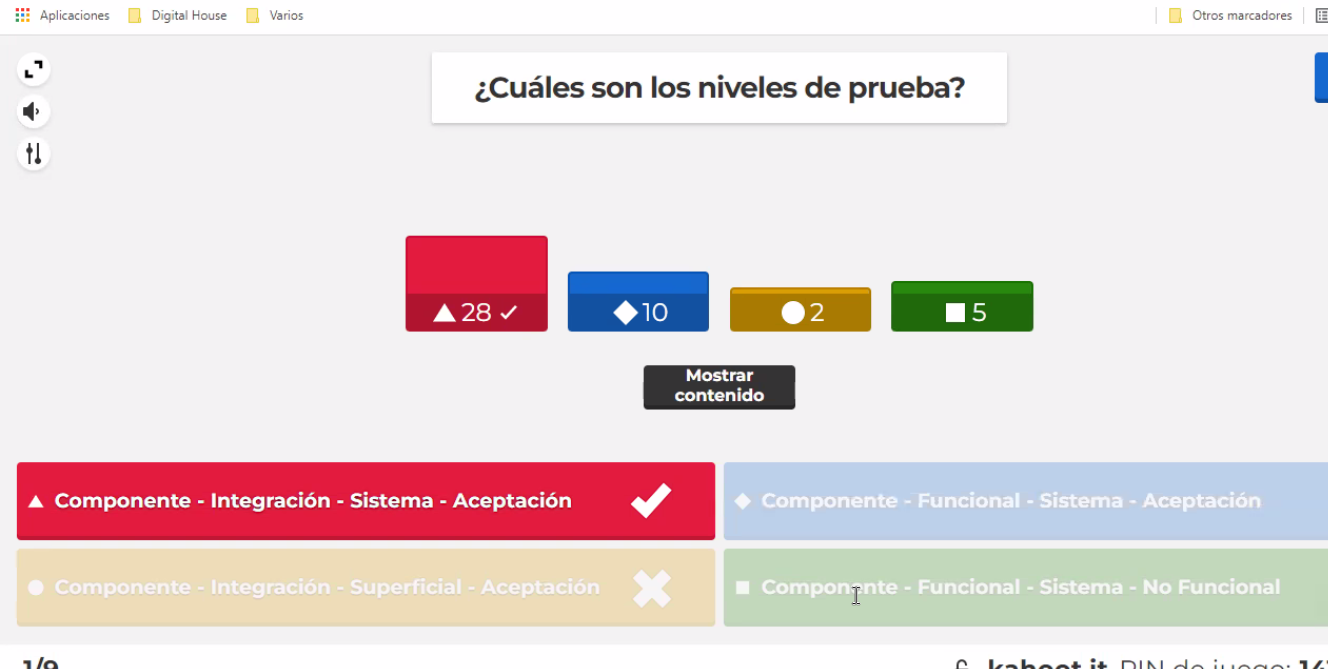 Aplicaciones Digital House Varios Otros marcadores
¿Cuáles son los niveles de prueba?
28 10 2 5
Mostrar
contenido
Componente - Integración - Sistema - Aceptación
Componente - Funcional - Sistema - Aceptación
Componente - Integración - Superficial - Aceptación
Componente - Funcional - Sistema - No Funcional
1/9 kahoot.it PIN de juego: 14